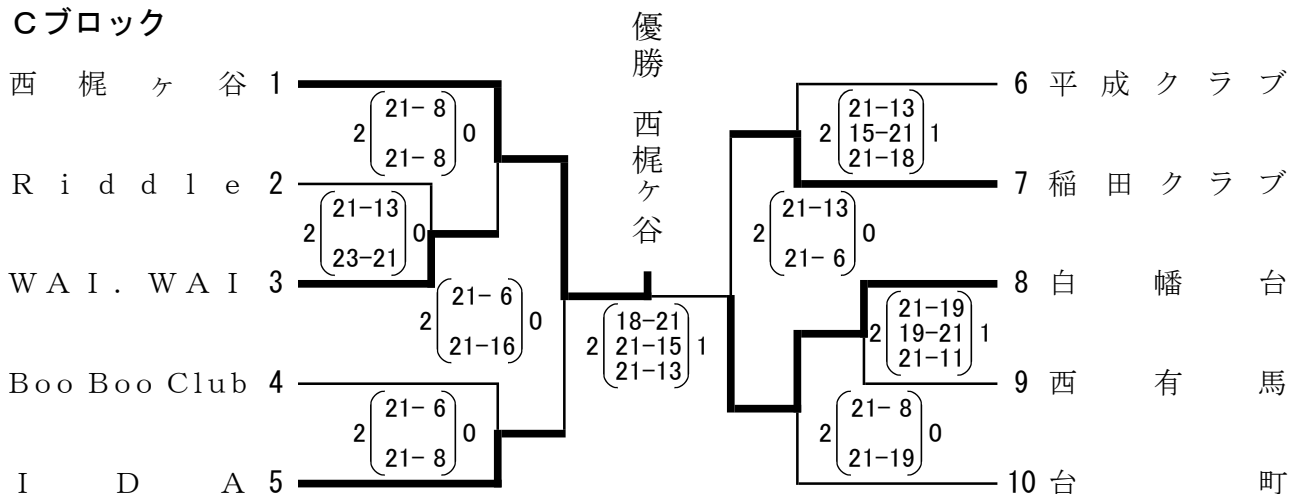 Cブロック
優勝 西梶ケ谷
西梶ヶ谷 1
2 21- 8 0
21- 8
Riddle 2
2 21-13 0
23-21
WAI. WAI 3
2 21- 6 0
21-16
Boo Boo Club 4
2 21- 6 0
21- 8
IDA 5
18-21
2 21-15 1
21-13
6 平成クラブ
21-13
2 15-21 1
21-18
7 稲田クラブ
2 21-13 0
21- 6
8 白幡台
21-19
2 19-21 1
21-11
9 西有馬
2 21- 8 0
21-19
10 台町